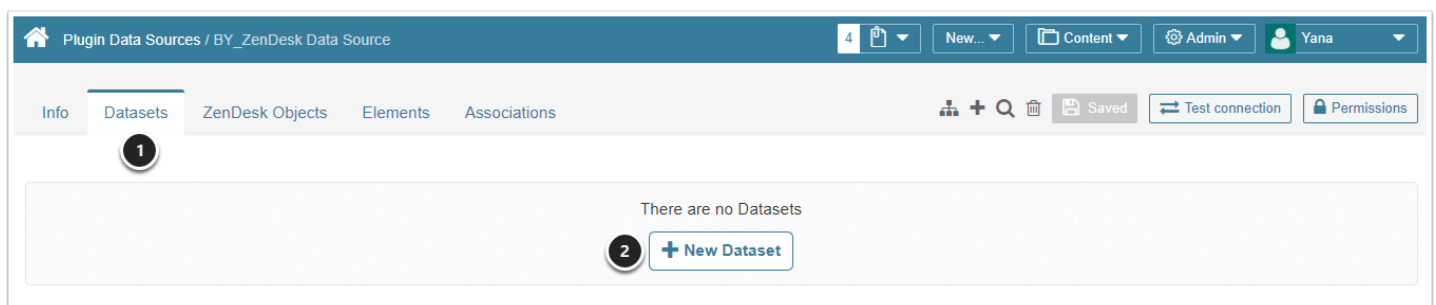 Plugin Data Sources / BY_ZenDesk Data Source 4 New... Content Admin Yana
Info Datasets ZenDesk Objects Elements Associations Saved Test connection Permissions
1
There are no Datasets
2 New Dataset